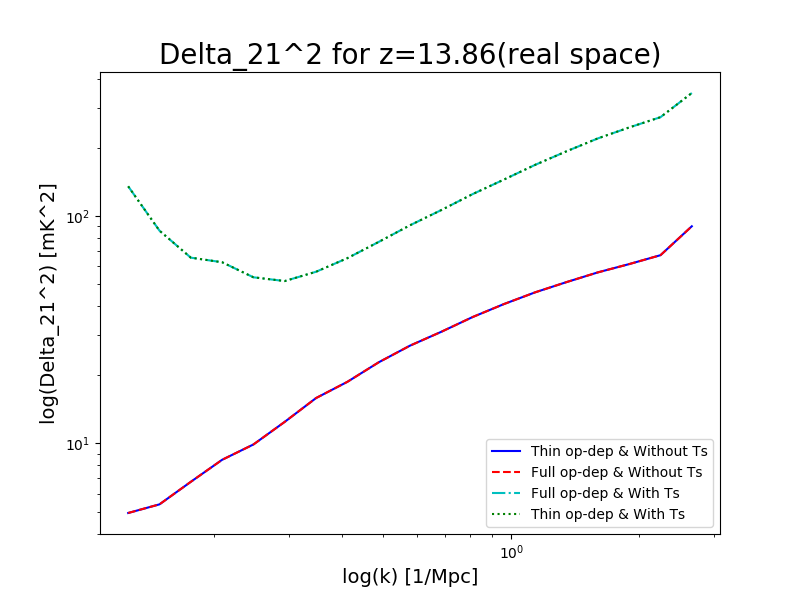 Delta_21^2 for z=13.86(real space)
log(Delta_21^2) [mK^2]
10^2
10^1
Thin op-dep & Without Ts
Full op-dep & Without Ts
Full op-dep & With Ts
Thin op-dep & With Ts
10^0
log(k) [1/Mpc]